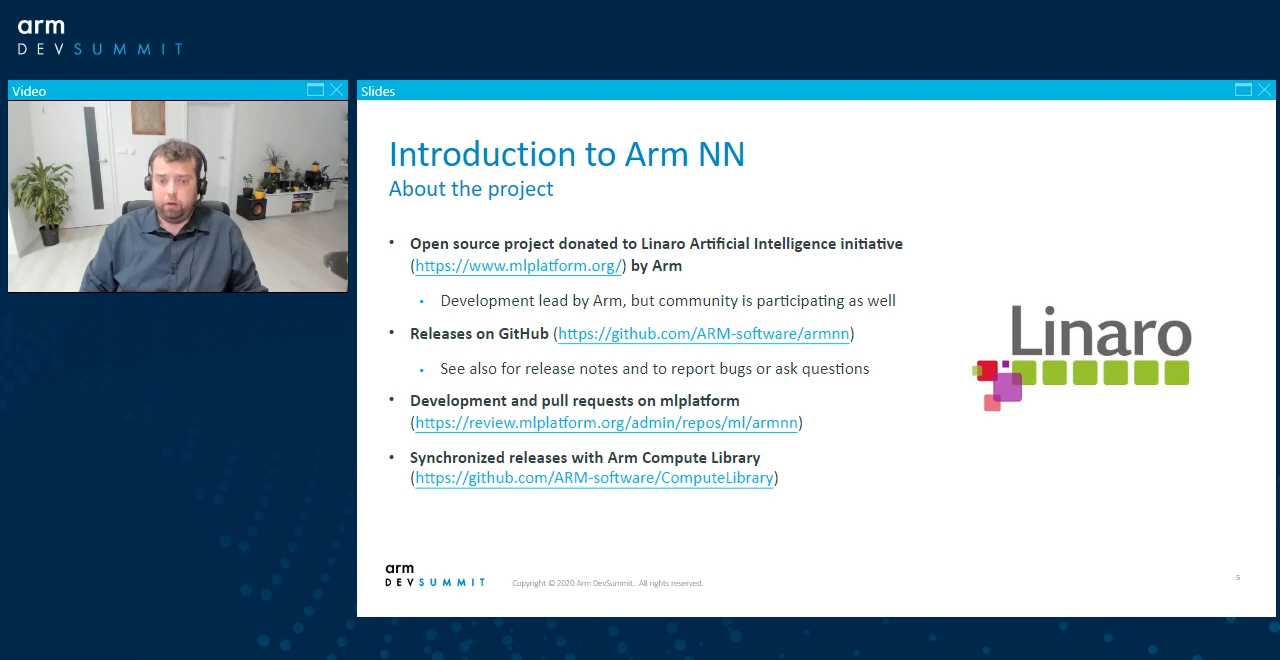 arm
DEVSUMMIT
Video
Slides
Introduction to Arm NN
About the project
• Open source project donated to Linaro Artificial Intelligence initiative
(https://www.mlplatform.org/) by Arm
• Development lead by Arm, but community is participating as well
• Releases on GitHub (https://github.com/ARM-software/armnn)
• See also for release notes and to report bugs or ask questions
• Development and pull requests on mlplatform
(https://review.mlplatform.org/admin/repos/ml/armnn)
• Synchronized releases with Arm Compute Library
(https://github.com/ARM-software/ComputeLibrary)
Linaro
arm
DEVSUMMIT
Copyright © 2020 Arm DevSummit. All rights reserved.
5